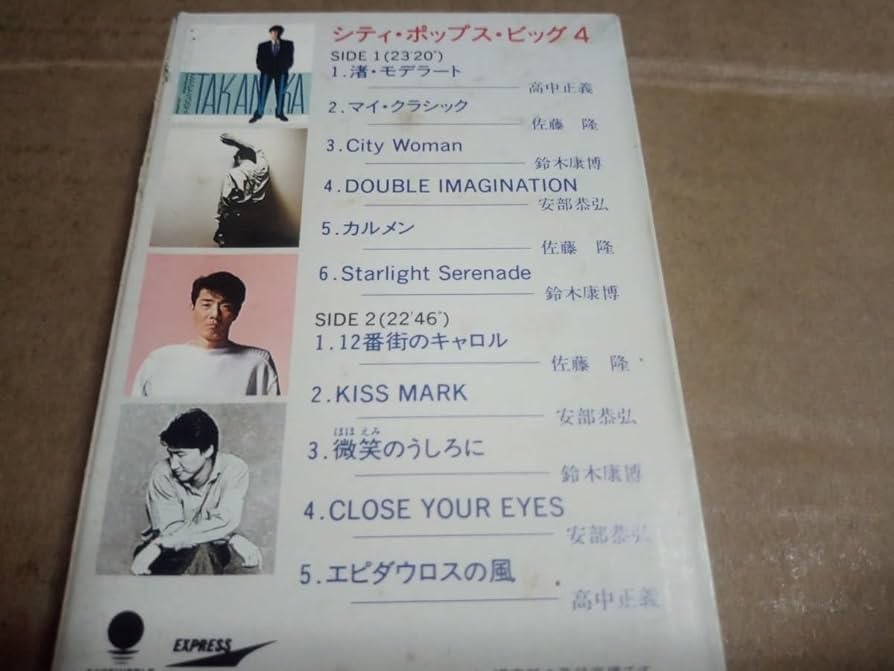 シティ・ポップス・ビッグ4
SIDE 1(23'20")
1.渚・モデラート
高中正義
2.マイ・クラシック
佐藤 隆
3.City Woman
鈴木康博
4.DOUBLE IMAGINATION
安部恭弘
5.カルメン
佐藤 隆
6.Starlight Serenade
鈴木康博
SIDE 2(22'46")
1.12番街のキャロル
佐藤 隆
2.KISS MARK
安部恭弘
ほほえみ
3.微笑のうしろに
鈴木康博
4.CLOSE YOUR EYES
安部恭弘
5.エピダウロスの風
高中正義
TAKANAKA
EXPRESS